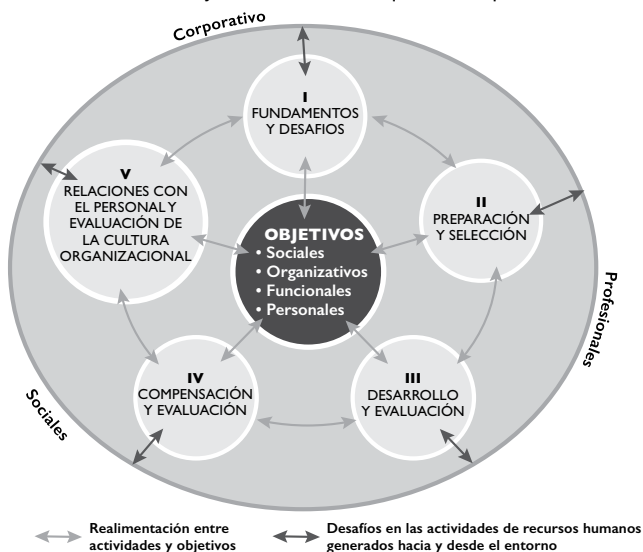 Corporativo
I
FUNDAMENTOS
Y DESAFIOS
V
RELACIONES CON
EL PERSONAL Y
EVALUACIÓN DE
LA CULTURA
ORGANIZACIONAL
II
PREPARACIÓN
Y SELECCIÓN
OBJETIVOS
• Sociales
• Organizativos
• Funcionales
• Personales
Profesionales
IV
COMPENSACIÓN
Y EVALUACIÓN
III
DESARROLLO
Y EVALUACIÓN
Sociales
Realimentación entre
actividades y objetivos
Desafíos en las actividades de recursos humanos
generados hacia y desde el entorno